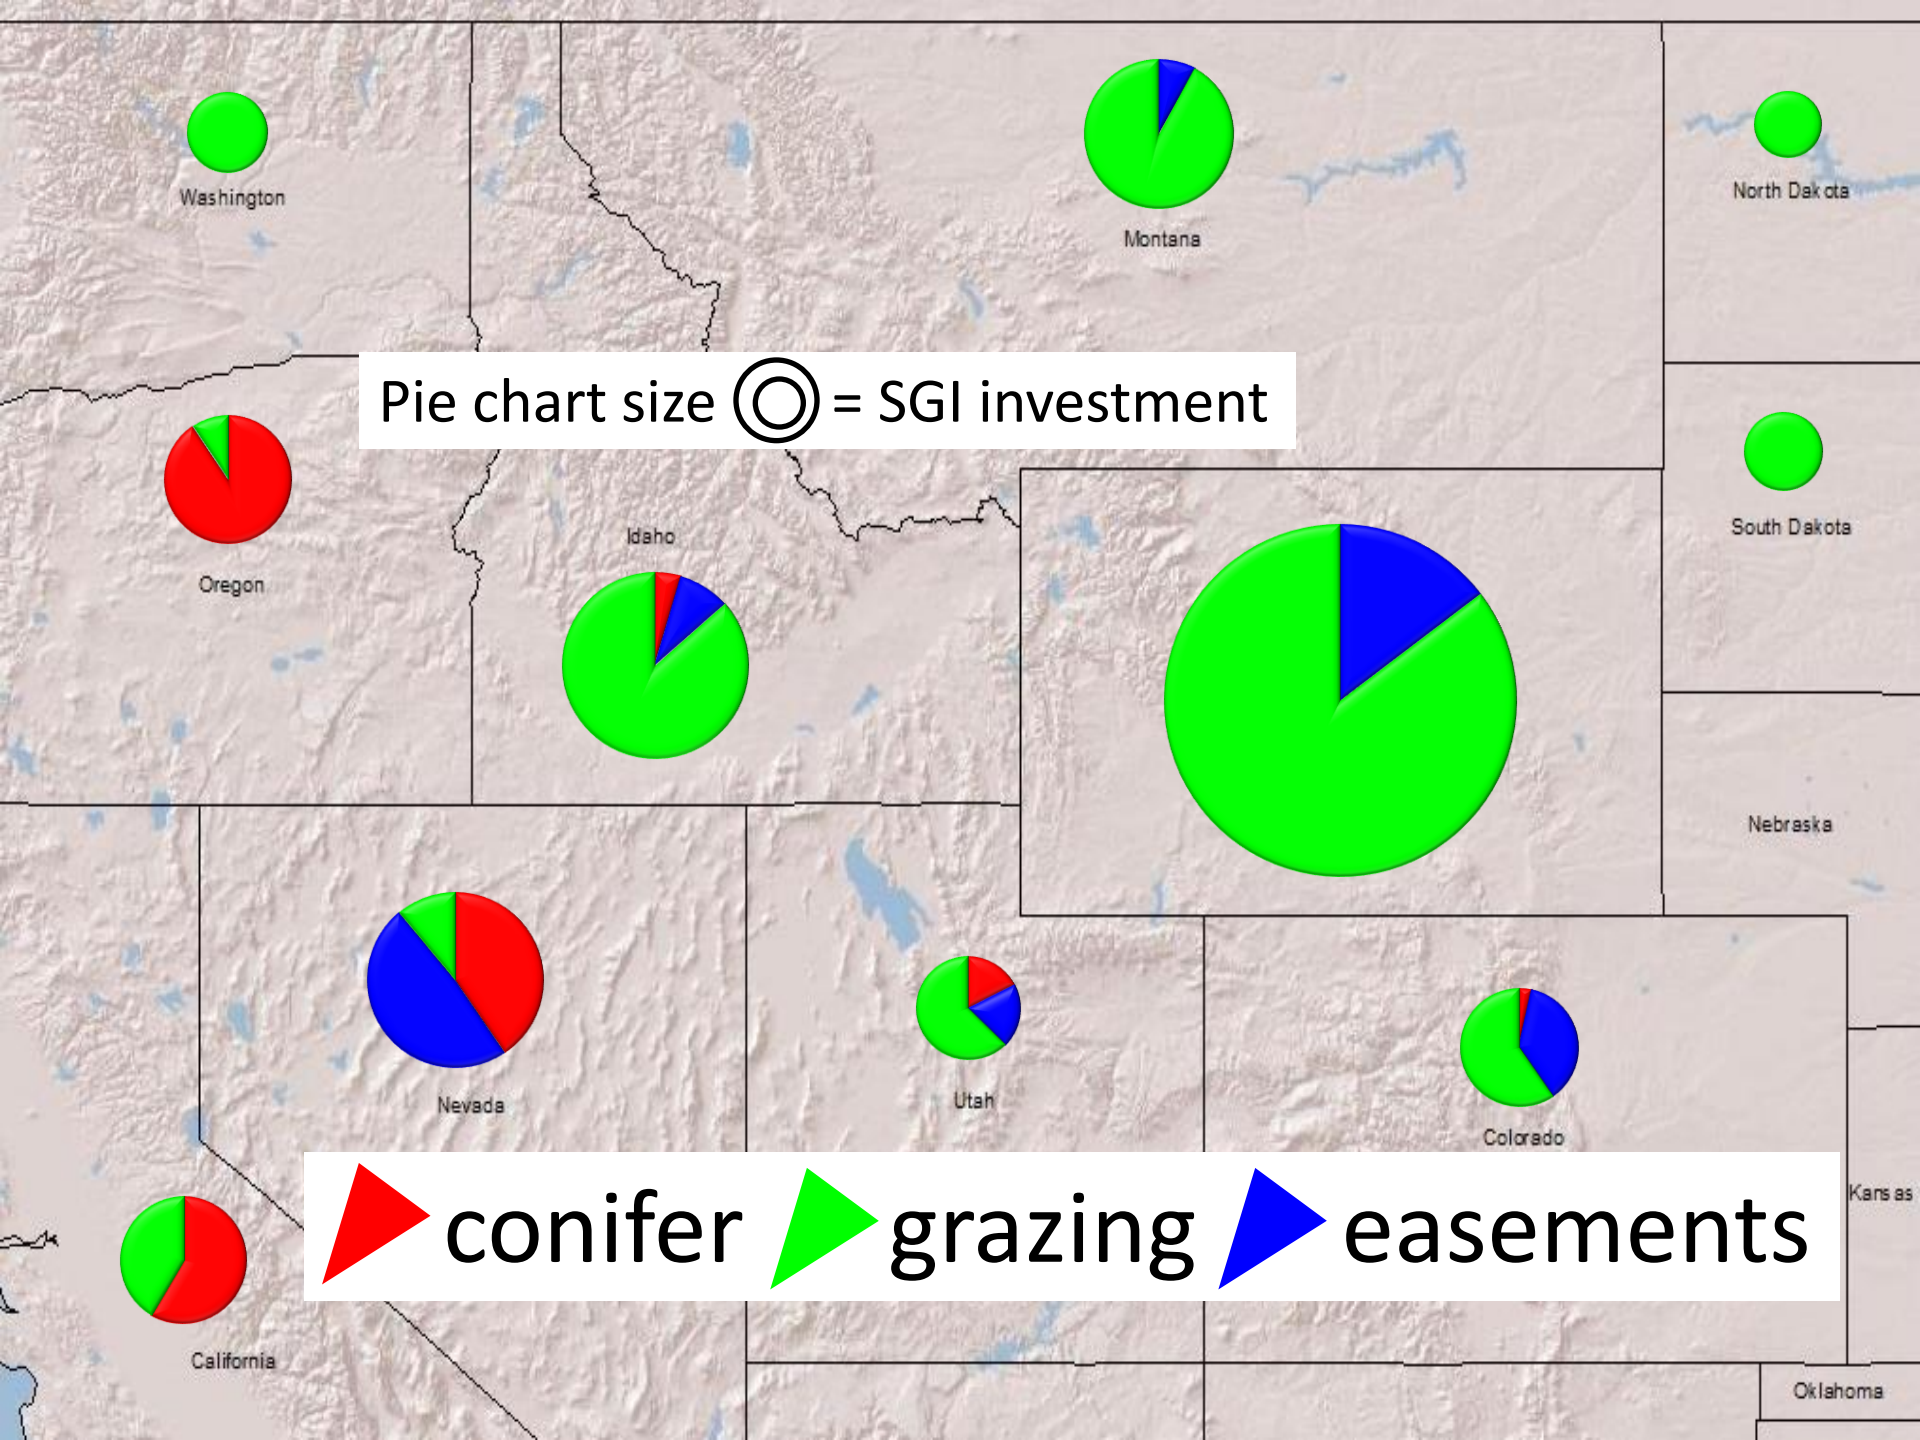 Washington
Montana
North Dakota
Pie chart size = SGI investment
Oregon
Idaho
South Dakota
Nebraska
Nevada
Utah
Colorado
conifer grazing easements
Kansas
California
Oklahoma